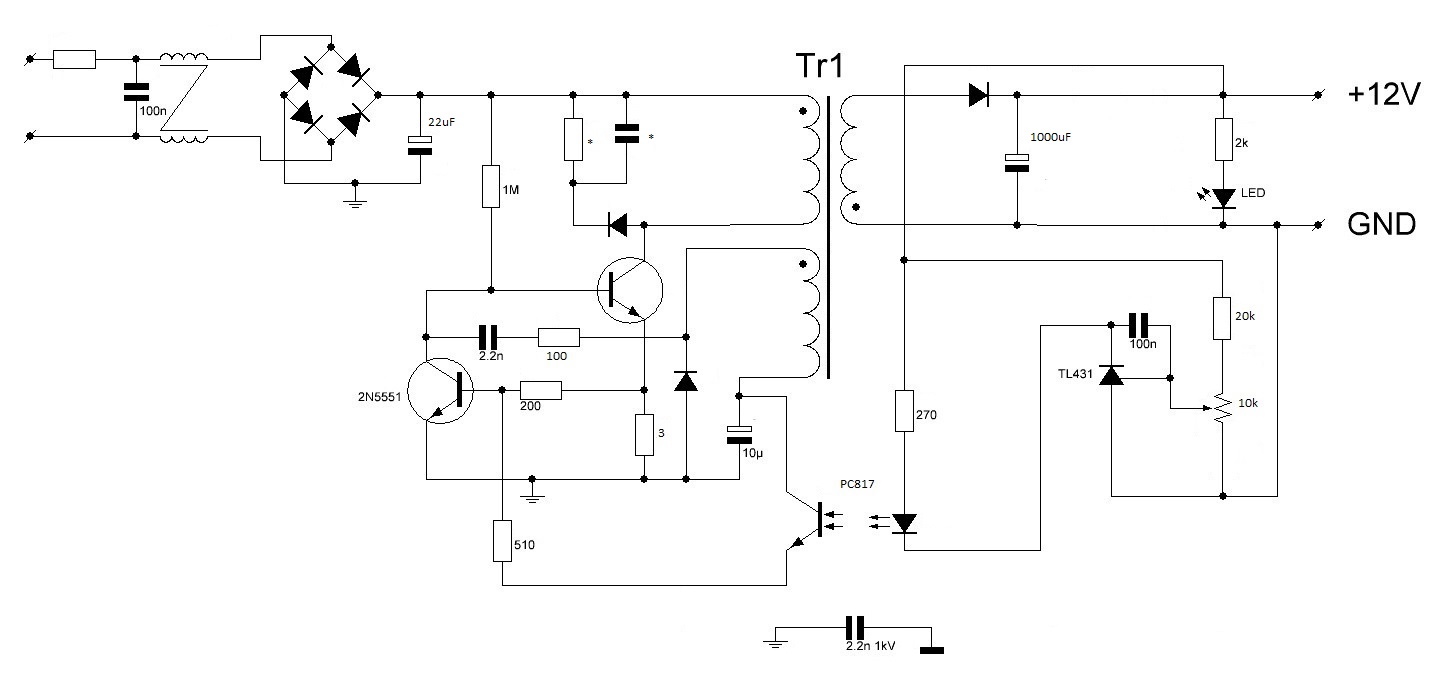 Tr1
+12V
100n
22uF
*
*
1000uF
2k
1M
LED
GND
20k
2.2n
100
100n
TL431
2N5551
200
10k
270
3
10µ
PC817
510
2.2n 1kV